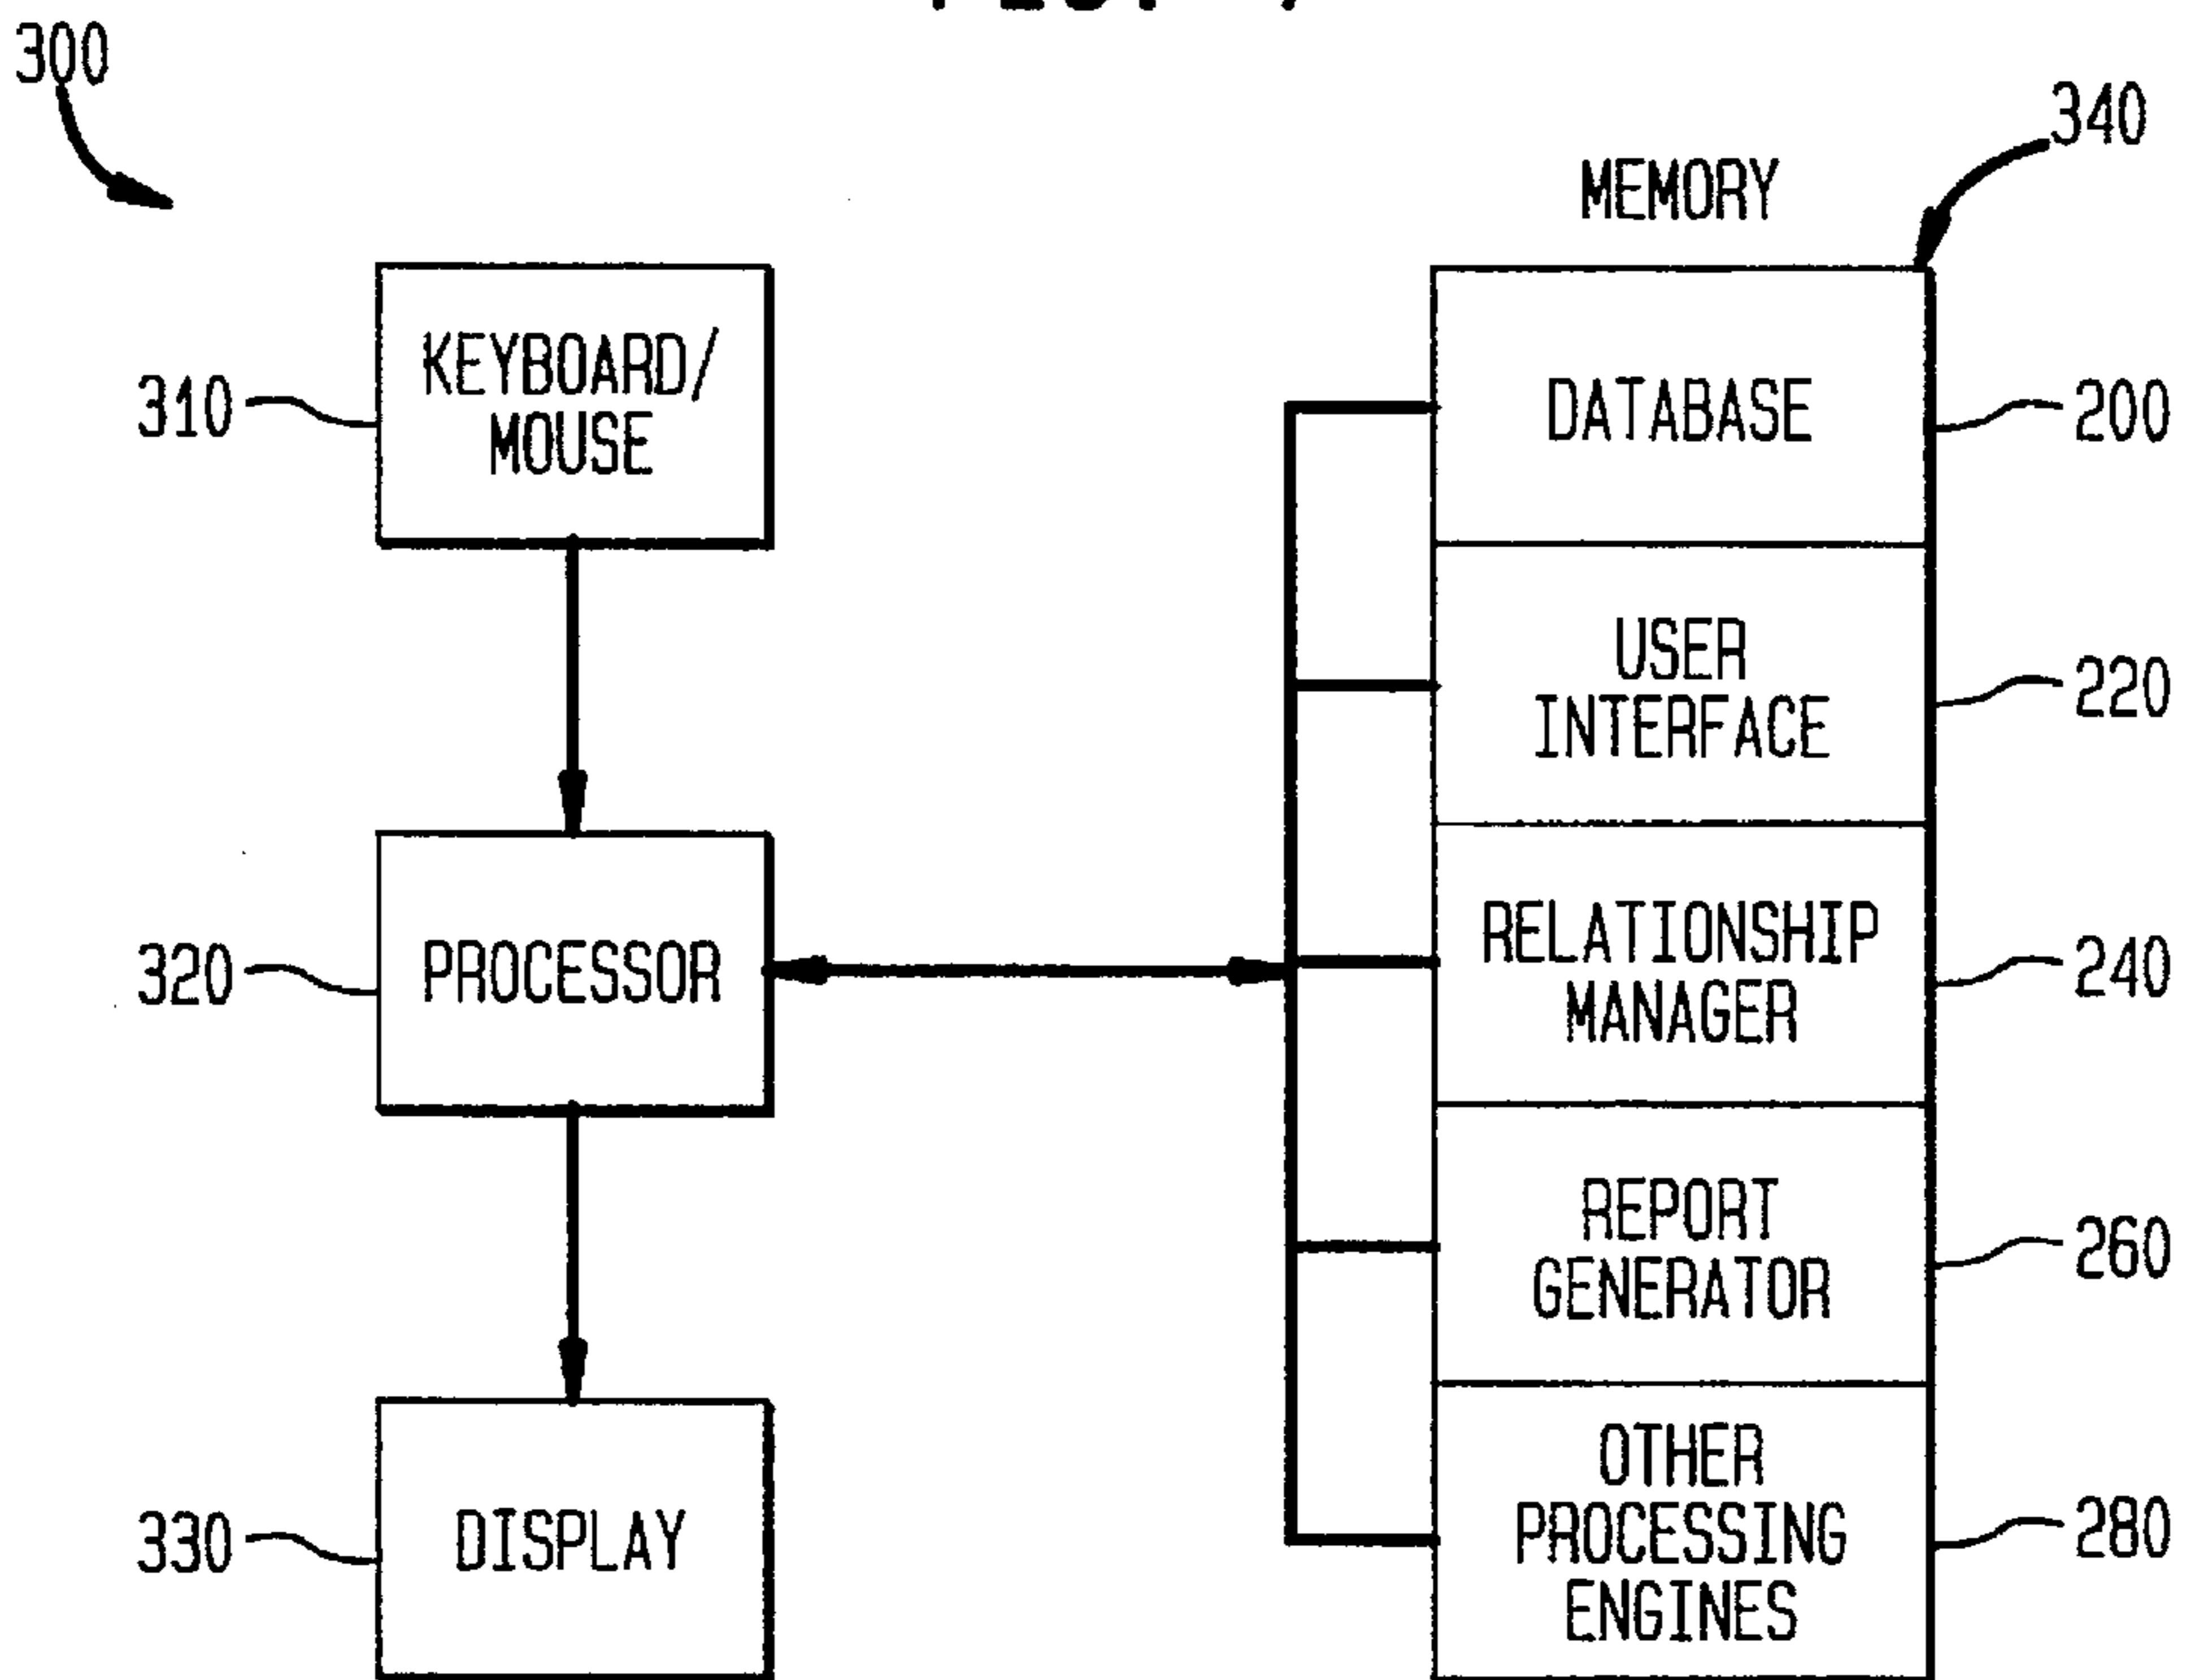 300
340
MEMORY
KEYBOARD/
MOUSE
310
DATABASE
200
USER
INTERFACE
220
RELATIONSHIP
MANAGER
240
PROCESSOR
320
REPORT
GENERATOR
260
DISPLAY
330
OTHER
PROCESSING
ENGINES
280